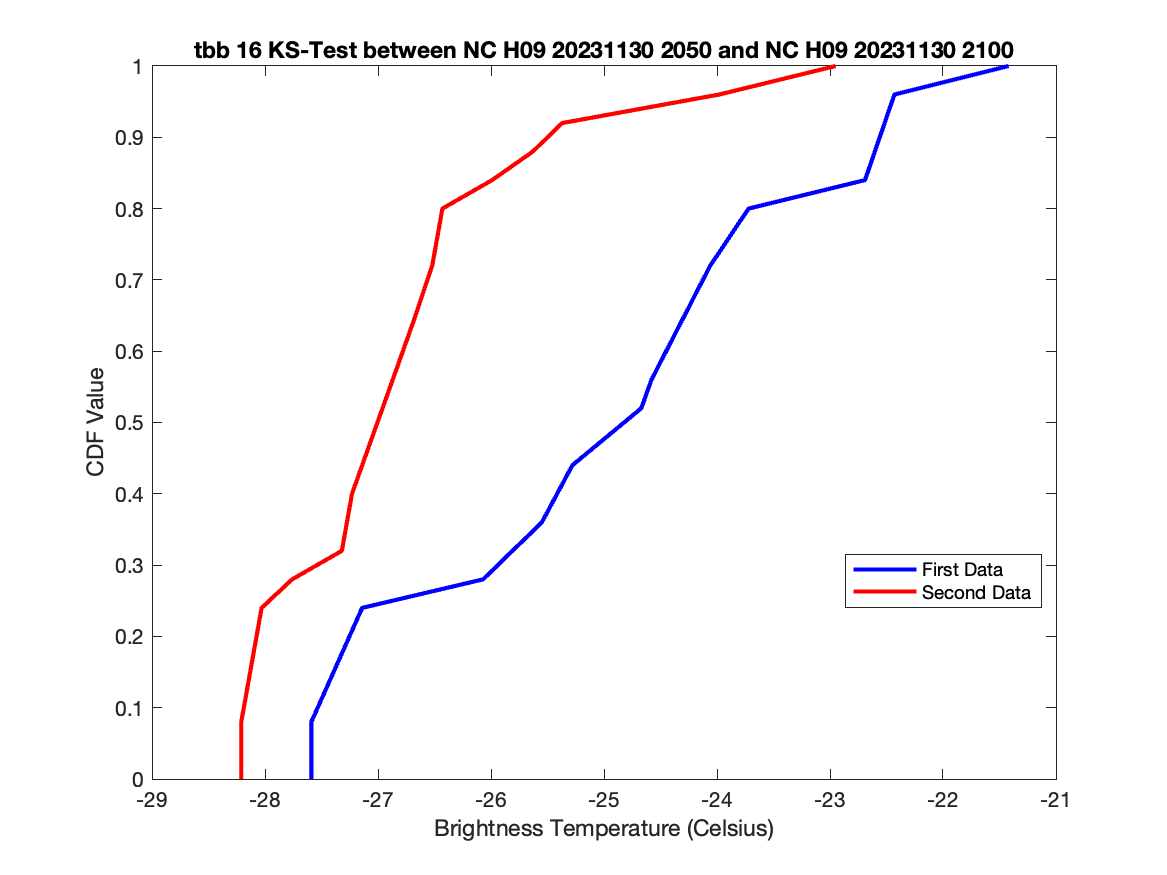 tbb 16 KS-Test between NC H09 20231130 2050 and NC H09 20231130 2100
1
0.9
0.8
0.7
0.6
0.5
0.4
0.3
0.2
0.1
0
CDF Value
First Data
Second Data
-29 -28 -27 -26 -25 -24 -23 -22 -21
Brightness Temperature (Celsius)